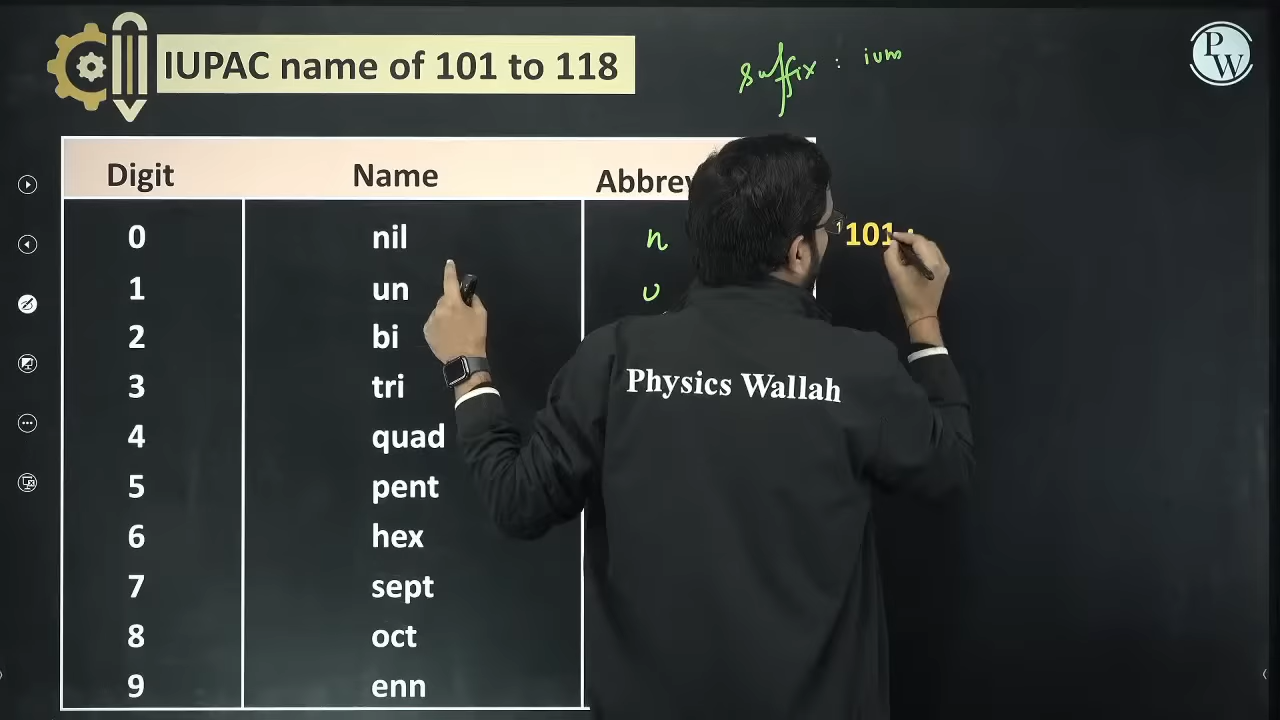 IUPAC name of 101 to 118
suffix : ium
PW
Digit Name Abbrev
0 nil n
1 un u
2 bi
3 tri
4 quad
5 pent
6 hex
7 sept
8 oct
9 enn
101 :
Physics Wallah